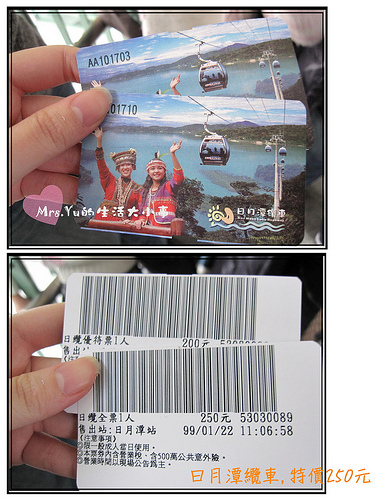 AA101703
01710
Mrs.Yu的生活大小事
日月潭纜車
日纜優待票1人
200元
售出
日纜全票1人 250元 53030089
售出站:日月潭站 99/01/22 11:06:58
《注意事項》
◎限一般成人當日使用。
◎本票券內含營業稅、含500萬公共意外險。
◎營業時間以現場公告為主。
日月潭纜車,特價250元